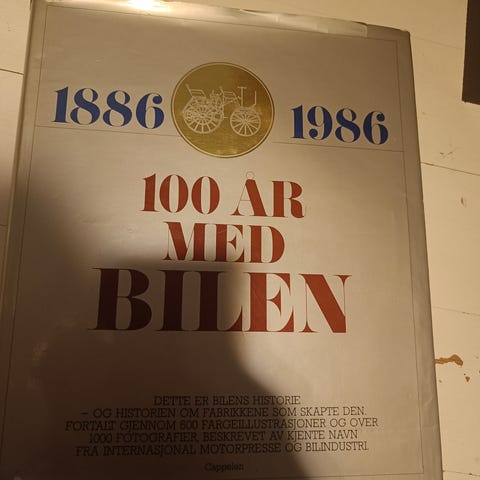 1886 1986
100 ÅR
MED
BILEN
DETTE ER BILENS HISTORIE
– OG HISTORIEN OM FABRIKKENE SOM SKAPTE DEN.
FORTALT GJENNOM 600 FARGEILLUSTRASJONER OG OVER
1000 FOTOGRAFIER, BESKREVET AV KJENTE NAVN
FRA INTERNASJONAL MOTORPRESSE OG BILINDUSTRI.
Cappelen